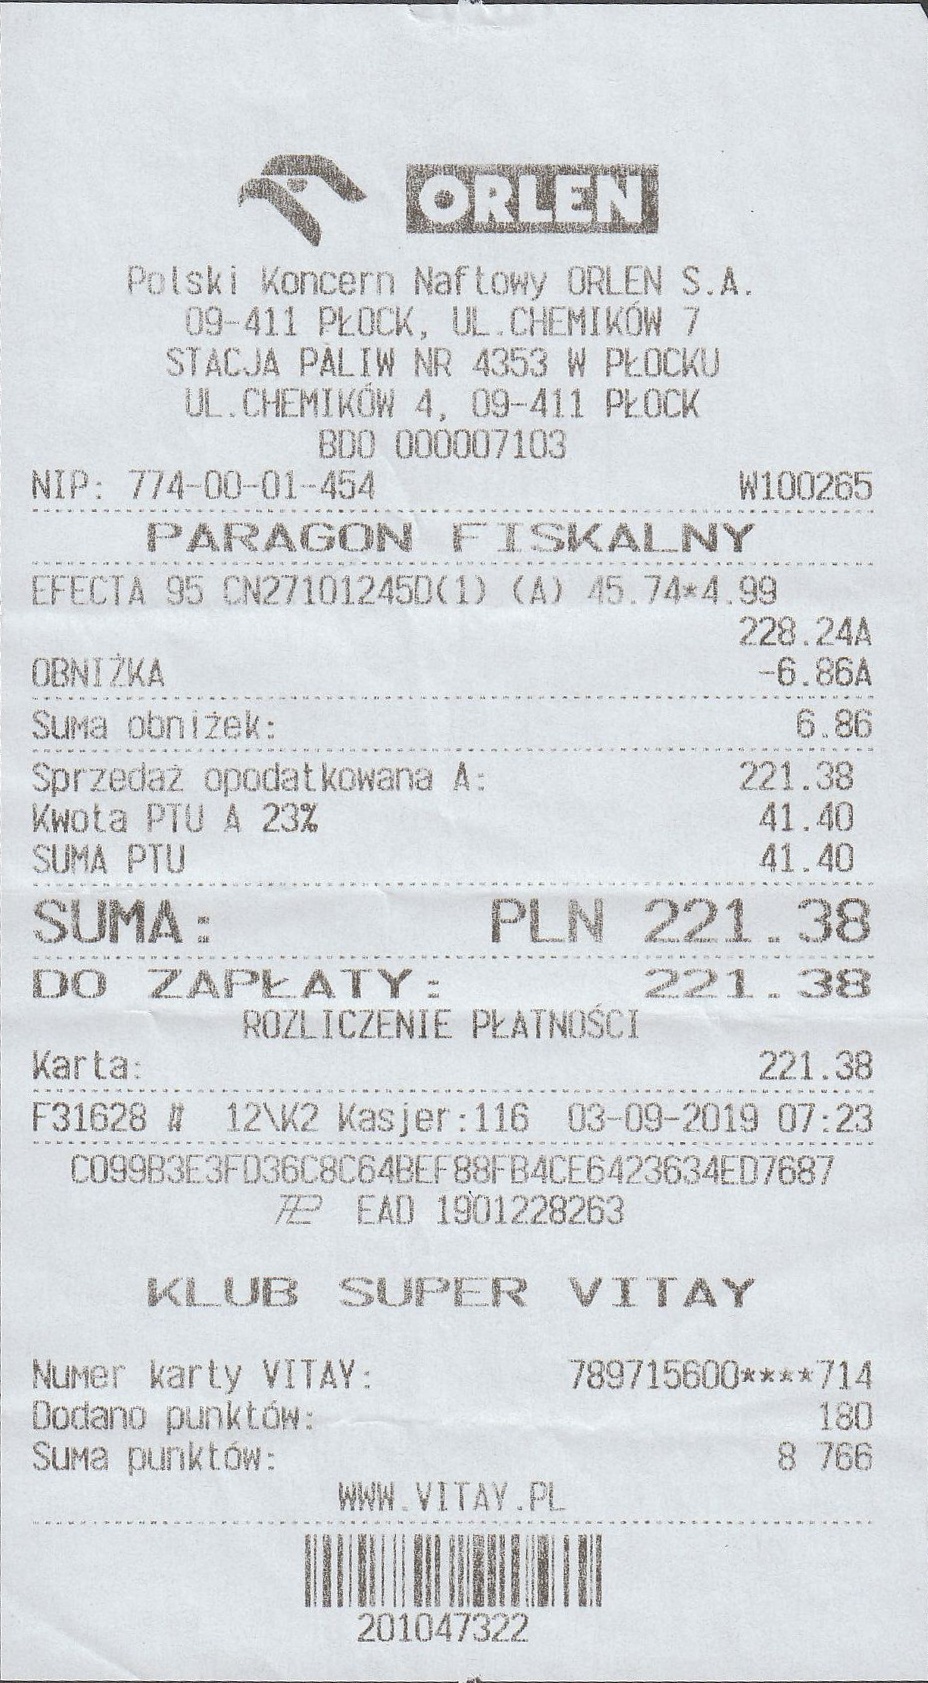 ORLEN
Polski Koncern Naftowy ORLEN S.A.
09-411 PŁOCK, UL.CHEMIKÓW 7
STACJA PALIW NR 4353 W PŁOCKU
UL.CHEMIKÓW 4, 09-411 PŁOCK
BDO 000007103
NIP: 774-00-01-454 W100265
PARAGON FISKALNY
EFECTA 95 CN27101245D(1) (A) 45.74*4.99
228.24A
OBNIŻKA -6.86A
Suma obniżek: 6.86
Sprzedaż opodatkowana A: 221.38
Kwota PTU A 23% 41.40
SUMA PTU 41.40
SUMA: PLN 221.38
DO ZAPŁATY: 221.38
ROZLICZENIE PŁATNOŚCI
Karta: 221.38
F31628 # 12\K2 Kasjer:116 03-09-2019 07:23
C099B3E3FD36C8C64BEF88FB4CE6423634ED7687
EAD 1901228263
KLUB SUPER VITAY
Numer karty VITAY: 789715600****714
Dodano punktów: 180
Suma punktów: 8 766
WWW.VITAY.PL
201047322